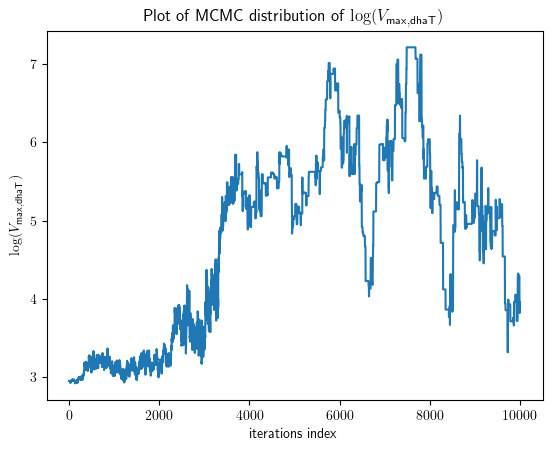 Plot of MCMC distribution of log(V_max,dhaT)
log(V_max,dhaT)
7
6
5
4
3
0 2000 4000 6000 8000 10000
iterations index